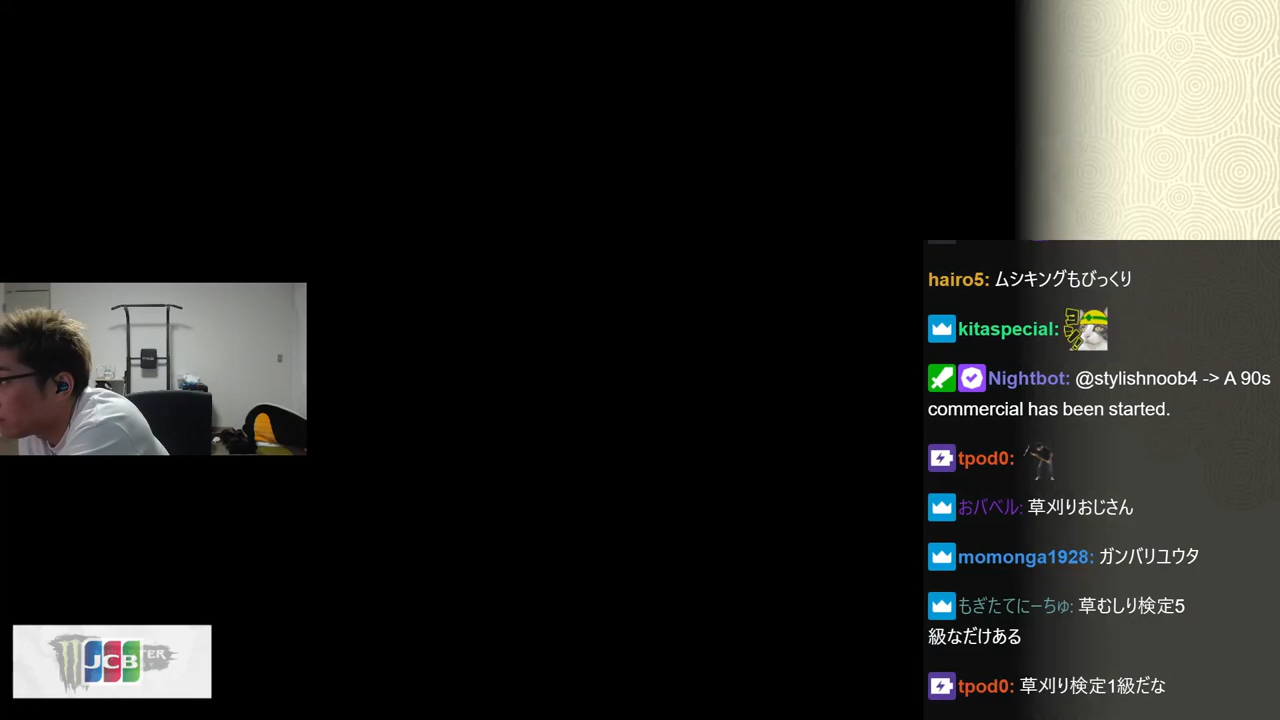 hairo5: ムシキングもびっくり
kitaspecial:
Nightbot: @stylishnoob4 -> A 90s
commercial has been started.
tpod0:
おバベル: 草刈りおじさん
momonga1928: ガンバリユウタ
もぎたてにーちゅ: 草むしり検定5
級なだけある
tpod0: 草刈り検定1級だな
JCB
TER